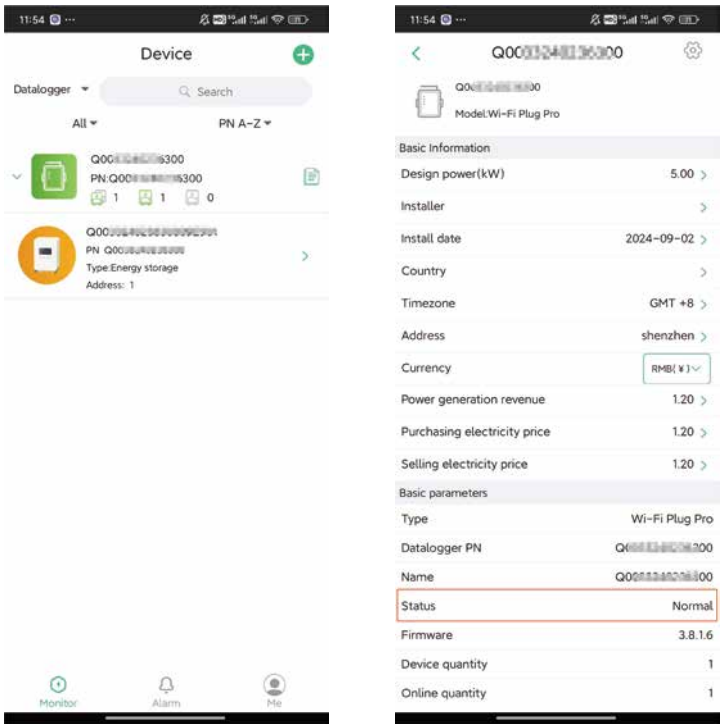 11:54
Device
Datalogger
Search
All
PN A-Z
1
1
0
Type:Energy storage
Address: 1
Monitor
Alarm
Me
11:54
Model:Wi-Fi Plug Pro
Basic Information
Design power(kW) 5.00
Installer
Install date 2024-09-02
Country
Timezone GMT +8
Address shenzhen
Currency RMB(¥)
Power generation revenue 1.20
Purchasing electricity price 1.20
Selling electricity price 1.20
Basic parameters
Type Wi-Fi Plug Pro
Datalogger PN
Name
Status Normal
Firmware 3.8.1.6
Device quantity 1
Online quantity 1